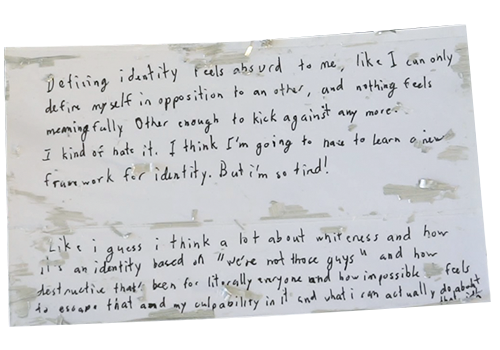 Defining identity feels absurd to me, like I can only
define myself in opposition to an other, and nothing feels
meaningfully Other enough to kick against any more.
I kind of hate it. I think I'm going to have to learn a new
framework for identity. But i'm so tired!
Like i guess i think a lot about whiteness and how
it's an identity based on "we're not those guys" and how
destructive that's been for literally everyone and how impossible it feels
to escape that and my culpability in it and what i can actually do about
that